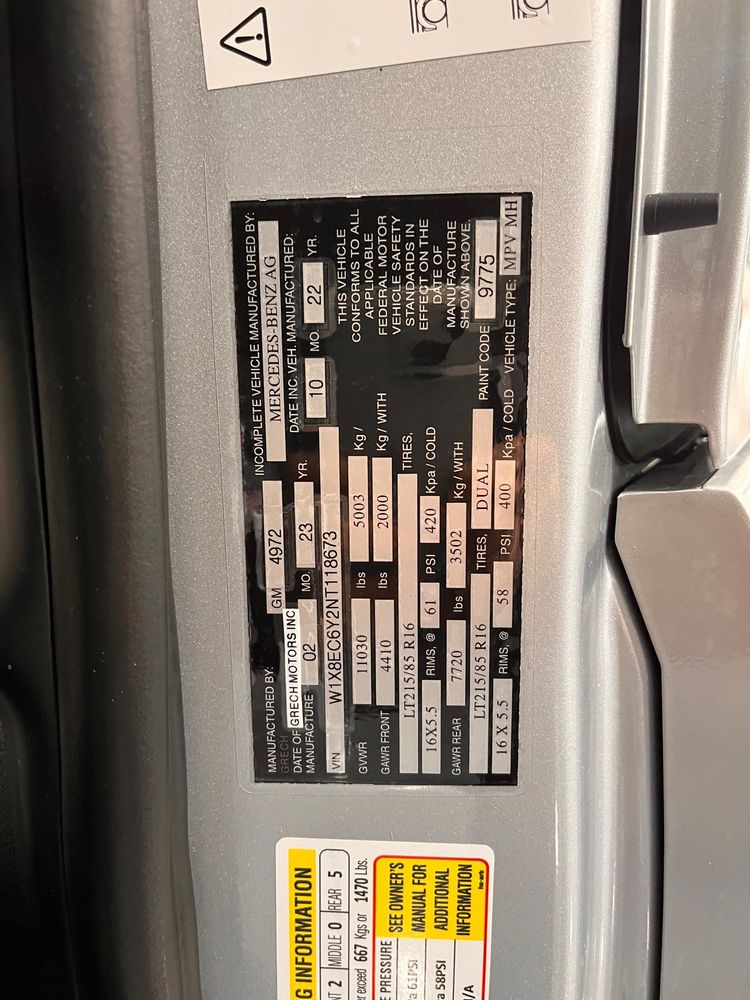 MANUFACTURED BY: GM 4972
GRECH
GRECH MOTORS INC
DATE OF MANUFACTURE 02 MO. 23 YR.
INCOMPLETE VEHICLE MANUFACTURED BY:
MERCEDES-BENZ AG
DATE INC. VEH. MANUFACTURED:
10 MO. 22 YR.
VIN W1X8EC6Y2NT118673
GVWR 11030 lbs 5003 Kg/
GAWR FRONT 4410 lbs 2000 Kg/ WITH
LT215/85 R16 TIRES,
16X5.5 RIMS, @ 61 PSI 420 Kpa / COLD
GAWR REAR 7720 lbs 3502 Kg / WITH
LT215/85 R16 TIRES, DUAL
16 X 5.5 RIMS, @ 58 PSI 400 Kpa / COLD
THIS VEHICLE
CONFORMS TO ALL
APPLICABLE
FEDERAL MOTOR
VEHICLE SAFETY
STANDARDS IN
EFFECT ON THE
DATE OF
MANUFACTURE
SHOWN ABOVE.
PAINT CODE 9775
VEHICLE TYPE: MPV MH
G INFORMATION
NT 2 MIDDLE 0 REAR 5
er exceed 667 Kgs or 1470 Lbs.
E PRESSURE
a 61PSI
a 58PSI
/A
SEE OWNER'S
MANUAL FOR
ADDITIONAL
INFORMATION